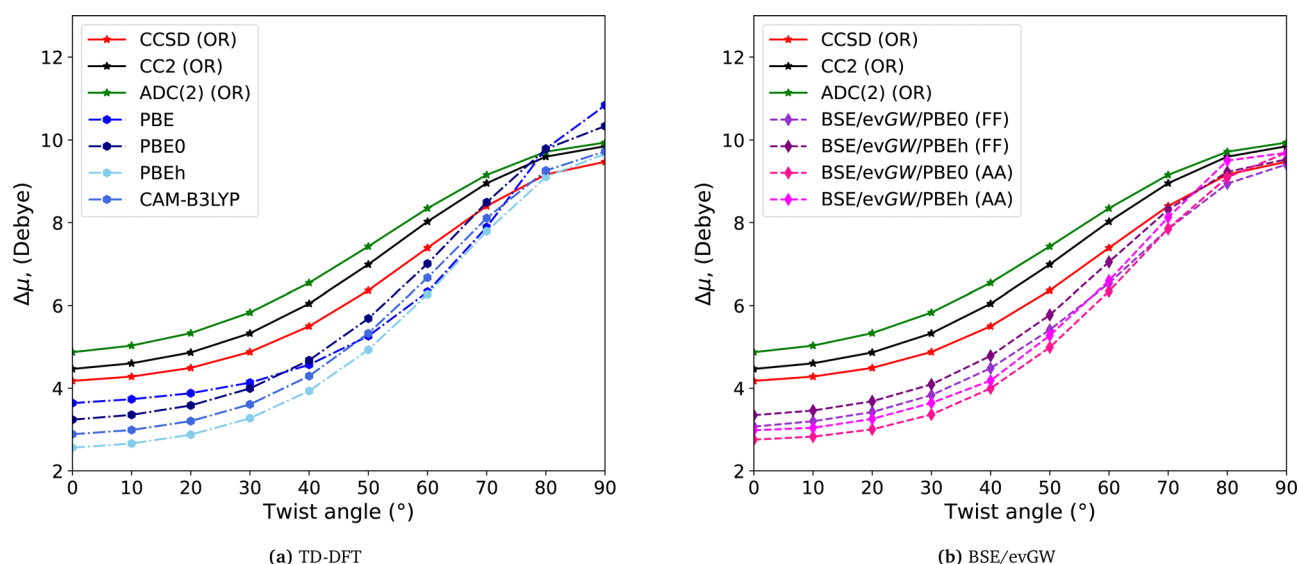 CCSD (OR)
CC2 (OR)
ADC(2) (OR)
PBE
PBE0
PBEh
CAM-B3LYP
12
10
8
6
4
2
Δμ, (Debye)
0 10 20 30 40 50 60 70 80 90
Twist angle (°)
(a) TD-DFT
CCSD (OR)
CC2 (OR)
ADC(2) (OR)
BSE/evGW/PBE0 (FF)
BSE/evGW/PBEh (FF)
BSE/evGW/PBE0 (AA)
BSE/evGW/PBEh (AA)
12
10
8
6
4
2
Δμ, (Debye)
0 10 20 30 40 50 60 70 80 90
Twist angle (°)
(b) BSE/evGW